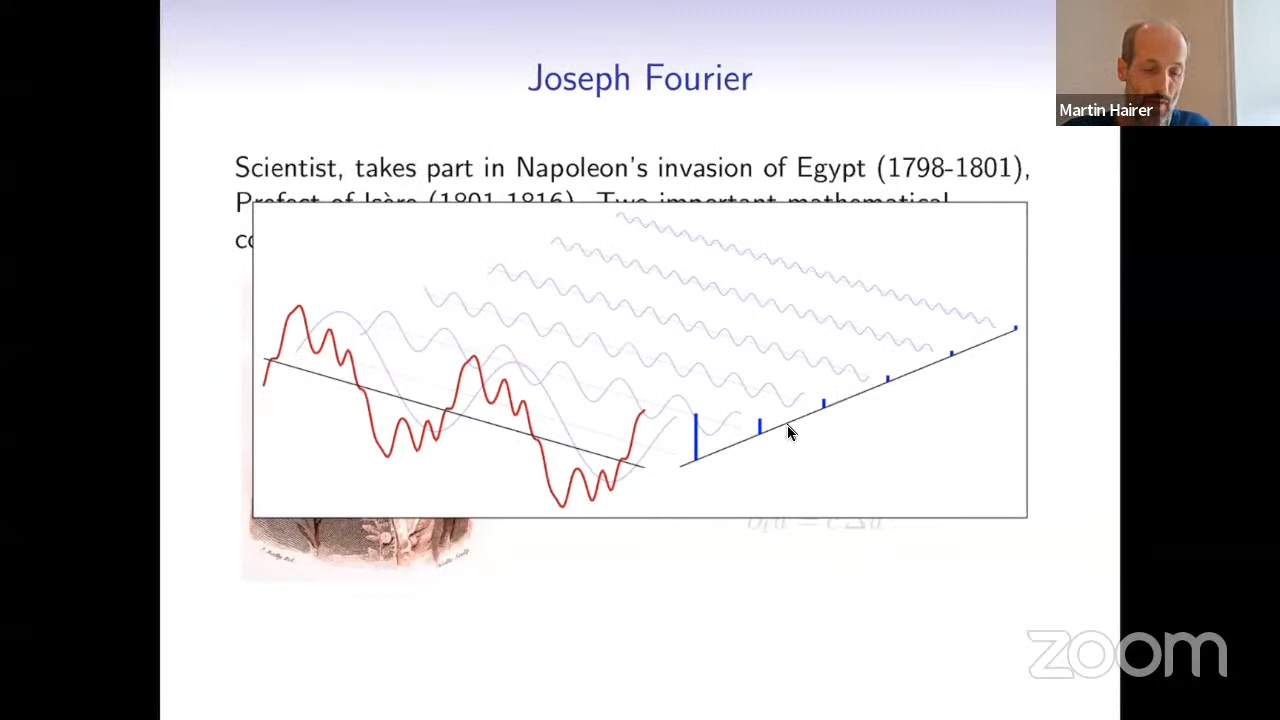 Joseph Fourier
Martin Hairer
Scientist, takes part in Napoleon's invasion of Egypt (1798-1801),
Prefect of Isère (1801-1816). Two important mathematical
zoom